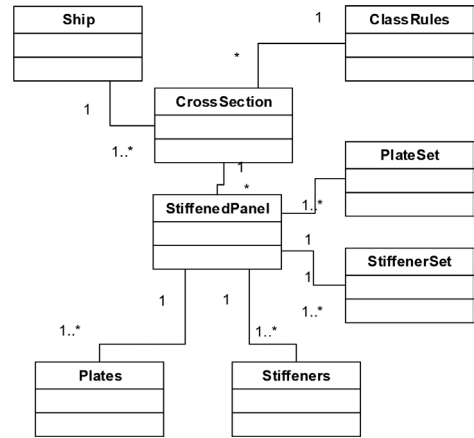 Ship
1
ClassRules
*
CrossSection
1
1..*
1
PlateSet
*
StiffenedPanel
1..*
1
StiffenerSet
1
1
1
1..*
1..*
1..*
Plates
Stiffeners